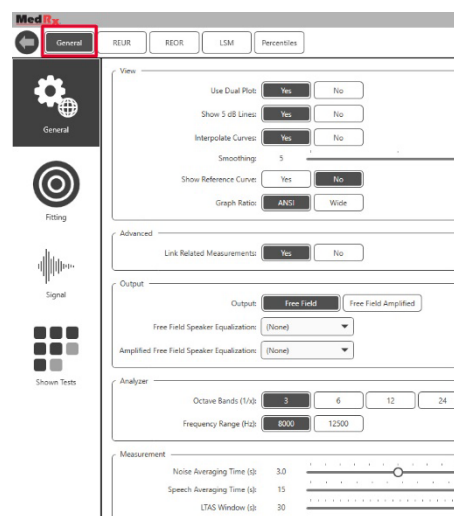 MedRx
General REUR REOR LSM Percentiles
General
Fitting
Signal
Shown Tests
View
Use Dual Plot: Yes No
Show 5 dB Lines: Yes No
Interpolate Curves: Yes No
Smoothing: 5
Show Reference Curve: Yes No
Graph Ratio: ANSI Wide
Advanced
Link Related Measurements: Yes No
Output
Output: Free Field Free Field Amplified
Free Field Speaker Equalization: (None)
Amplified Free Field Speaker Equalization: (None)
Analyzer
Octave Bands (1/x): 3 6 12 24
Frequency Range (Hz): 8000 12500
Measurement
Noise Averaging Time (s): 3.0
Speech Averaging Time (s): 15
LTAS Window (s): 30